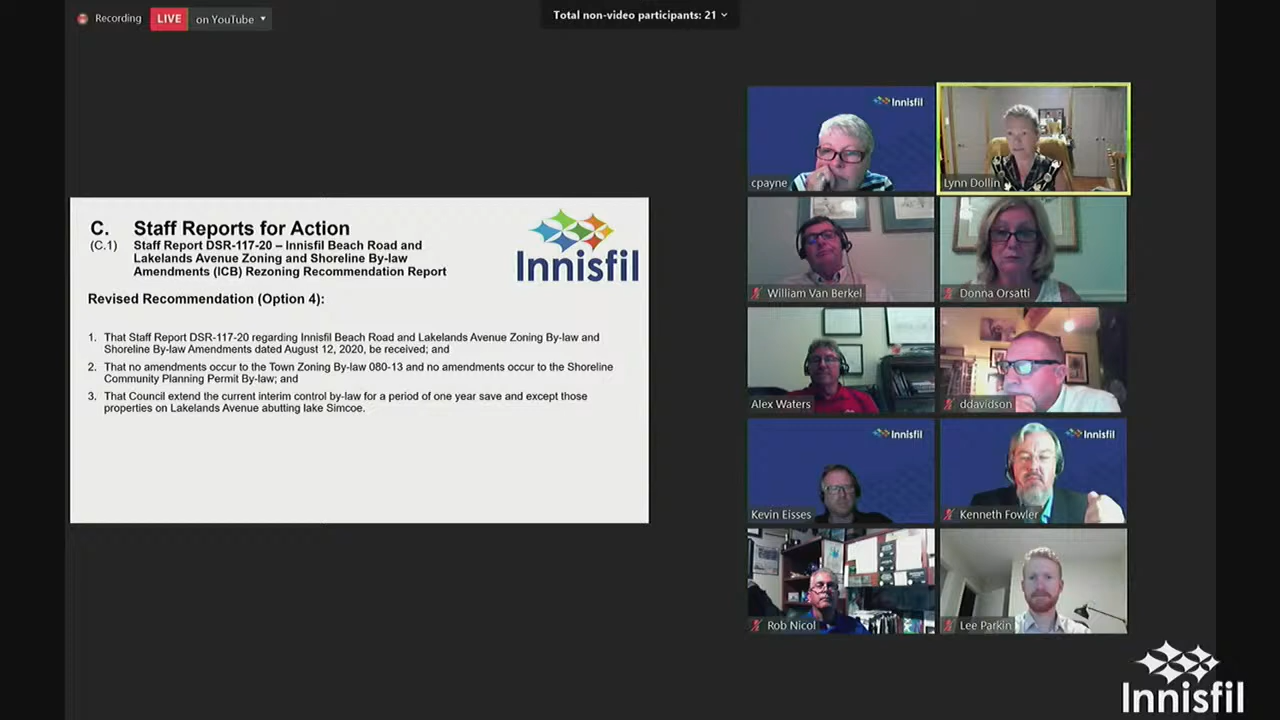 Recording
LIVE
on YouTube
Total non-video participants: 21
C. Staff Reports for Action
(C.1) Staff Report DSR-117-20 – Innisfil Beach Road and
Lakelands Avenue Zoning and Shoreline By-law
Amendments (ICB) Rezoning Recommendation Report
Innisfil
Revised Recommendation (Option 4):
1. That Staff Report DSR-117-20 regarding Innisfil Beach Road and Lakelands Avenue Zoning By-law and
Shoreline By-law Amendments dated August 12, 2020, be received; and
2. That no amendments occur to the Town Zoning By-law 080-13 and no amendments occur to the Shoreline
Community Planning Permit By-law; and
3. That Council extend the current interim control by-law for a period of one year save and except those
properties on Lakelands Avenue abutting lake Simcoe.
Innisfil
cpayne
Lynn Dollin
William Van Berkel
Donna Orsatti
Alex Waters
ddavidson
Innisfil
Kevin Eisses
Innisfil
Kenneth Fowler
Rob Nicol
Lee Parkin
Innisfil